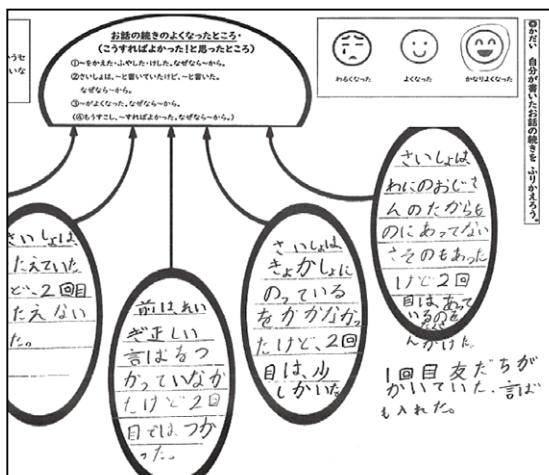 ◎かだい 自分が書いたお話の続きを ふりかえろう。
わるくなった
よくなった
かなりよくなった
お話の続きのよくなったところ・
(こうすればよかった!と思ったところ)
①~をかえた・ふやした・けした。なぜなら~から。
②さいしょは、~と書いていたけど、~と書いた。
なぜなら~から。
③~がよくなった。なぜなら~から。
(④もうすこし、~すればよかった。なぜなら~から。)
さいしょは
わにのおじさ
んのたからも
のにあってない
さそのもあった
けど2回
目は、あって
いるのを
かけた。
1回目友だちが
かいていた、言ば
も入れた。
さいしょは、
きょかしょに
のっている
をかかなかっ
たけど、2回
目は、少
しかいた
前は、れい
ぎ正しい
言ばをつ
かっていなか
たけど2回
目では、つか
った。
さいしょは、
たえていた
ど、2回目
たえない
た。